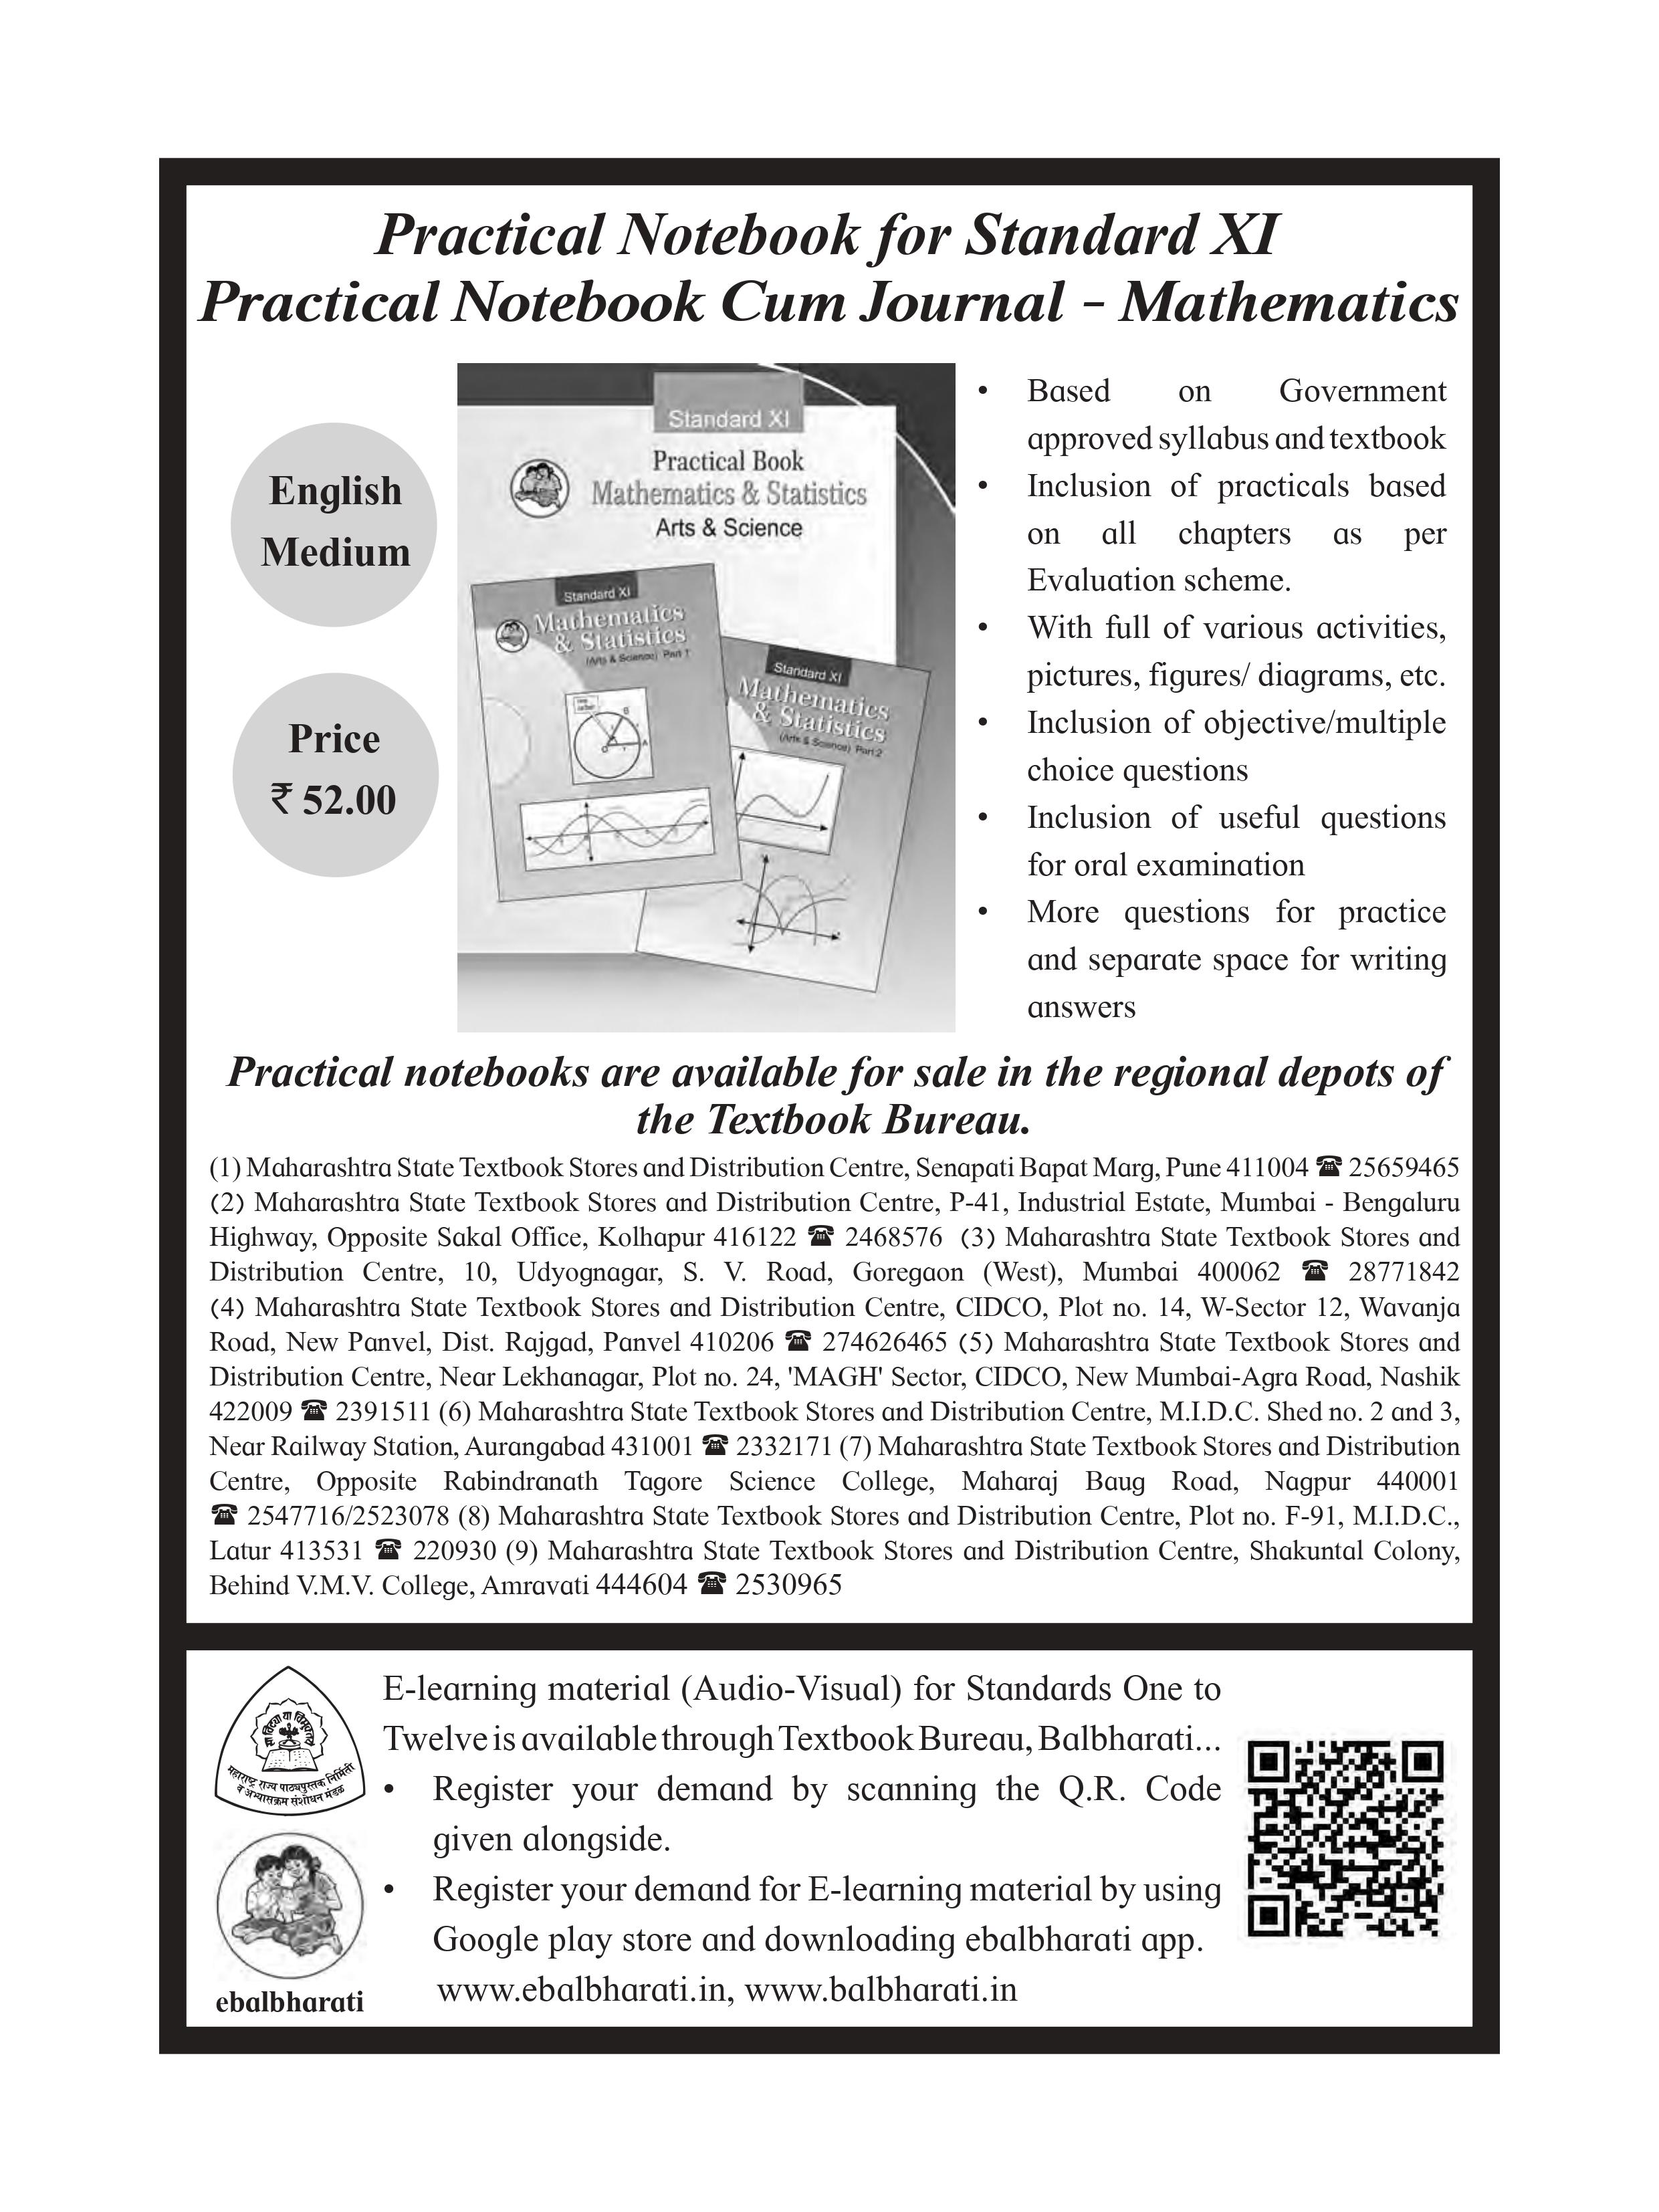 Practical Notebook for Standard XI
Practical Notebook Cum Journal – Mathematics
English
Medium
Price
₹ 52.00
Standard XI
Practical Book
Mathematics & Statistics
Arts & Science
Standard XI
Mathematics
& Statistics
(Arts & Science) Part 1
Standard XI
Mathematics
& Statistics
(Arts & Science) Part 2
• Based on Government
approved syllabus and textbook
• Inclusion of practicals based
on all chapters as per
Evaluation scheme.
• With full of various activities,
pictures, figures/ diagrams, etc.
• Inclusion of objective/multiple
choice questions
• Inclusion of useful questions
for oral examination
• More questions for practice
and separate space for writing
answers
Practical notebooks are available for sale in the regional depots of
the Textbook Bureau.
(1) Maharashtra State Textbook Stores and Distribution Centre, Senapati Bapat Marg, Pune 411004 ☎ 25659465
(2) Maharashtra State Textbook Stores and Distribution Centre, P-41, Industrial Estate, Mumbai - Bengaluru
Highway, Opposite Sakal Office, Kolhapur 416122 ☎ 2468576 (3) Maharashtra State Textbook Stores and
Distribution Centre, 10, Udyognagar, S. V. Road, Goregaon (West), Mumbai 400062 ☎ 28771842
(4) Maharashtra State Textbook Stores and Distribution Centre, CIDCO, Plot no. 14, W-Sector 12, Wavanja
Road, New Panvel, Dist. Rajgad, Panvel 410206 ☎ 274626465 (5) Maharashtra State Textbook Stores and
Distribution Centre, Near Lekhanagar, Plot no. 24, 'MAGH' Sector, CIDCO, New Mumbai-Agra Road, Nashik
422009 ☎ 2391511 (6) Maharashtra State Textbook Stores and Distribution Centre, M.I.D.C. Shed no. 2 and 3,
Near Railway Station, Aurangabad 431001 ☎ 2332171 (7) Maharashtra State Textbook Stores and Distribution
Centre, Opposite Rabindranath Tagore Science College, Maharaj Baug Road, Nagpur 440001
☎ 2547716/2523078 (8) Maharashtra State Textbook Stores and Distribution Centre, Plot no. F-91, M.I.D.C.,
Latur 413531 ☎ 220930 (9) Maharashtra State Textbook Stores and Distribution Centre, Shakuntal Colony,
Behind V.M.V. College, Amravati 444604 ☎ 2530965
सा विद्या या विमुक्तये
महाराष्ट्र राज्य पाठ्यपुस्तक निर्मिती
व अभ्यासक्रम संशोधन मंडळ
ebalbharati
E-learning material (Audio-Visual) for Standards One to
Twelve is available through Textbook Bureau, Balbharati...
• Register your demand by scanning the Q.R. Code
given alongside.
• Register your demand for E-learning material by using
Google play store and downloading ebalbharati app.
www.ebalbharati.in, www.balbharati.in